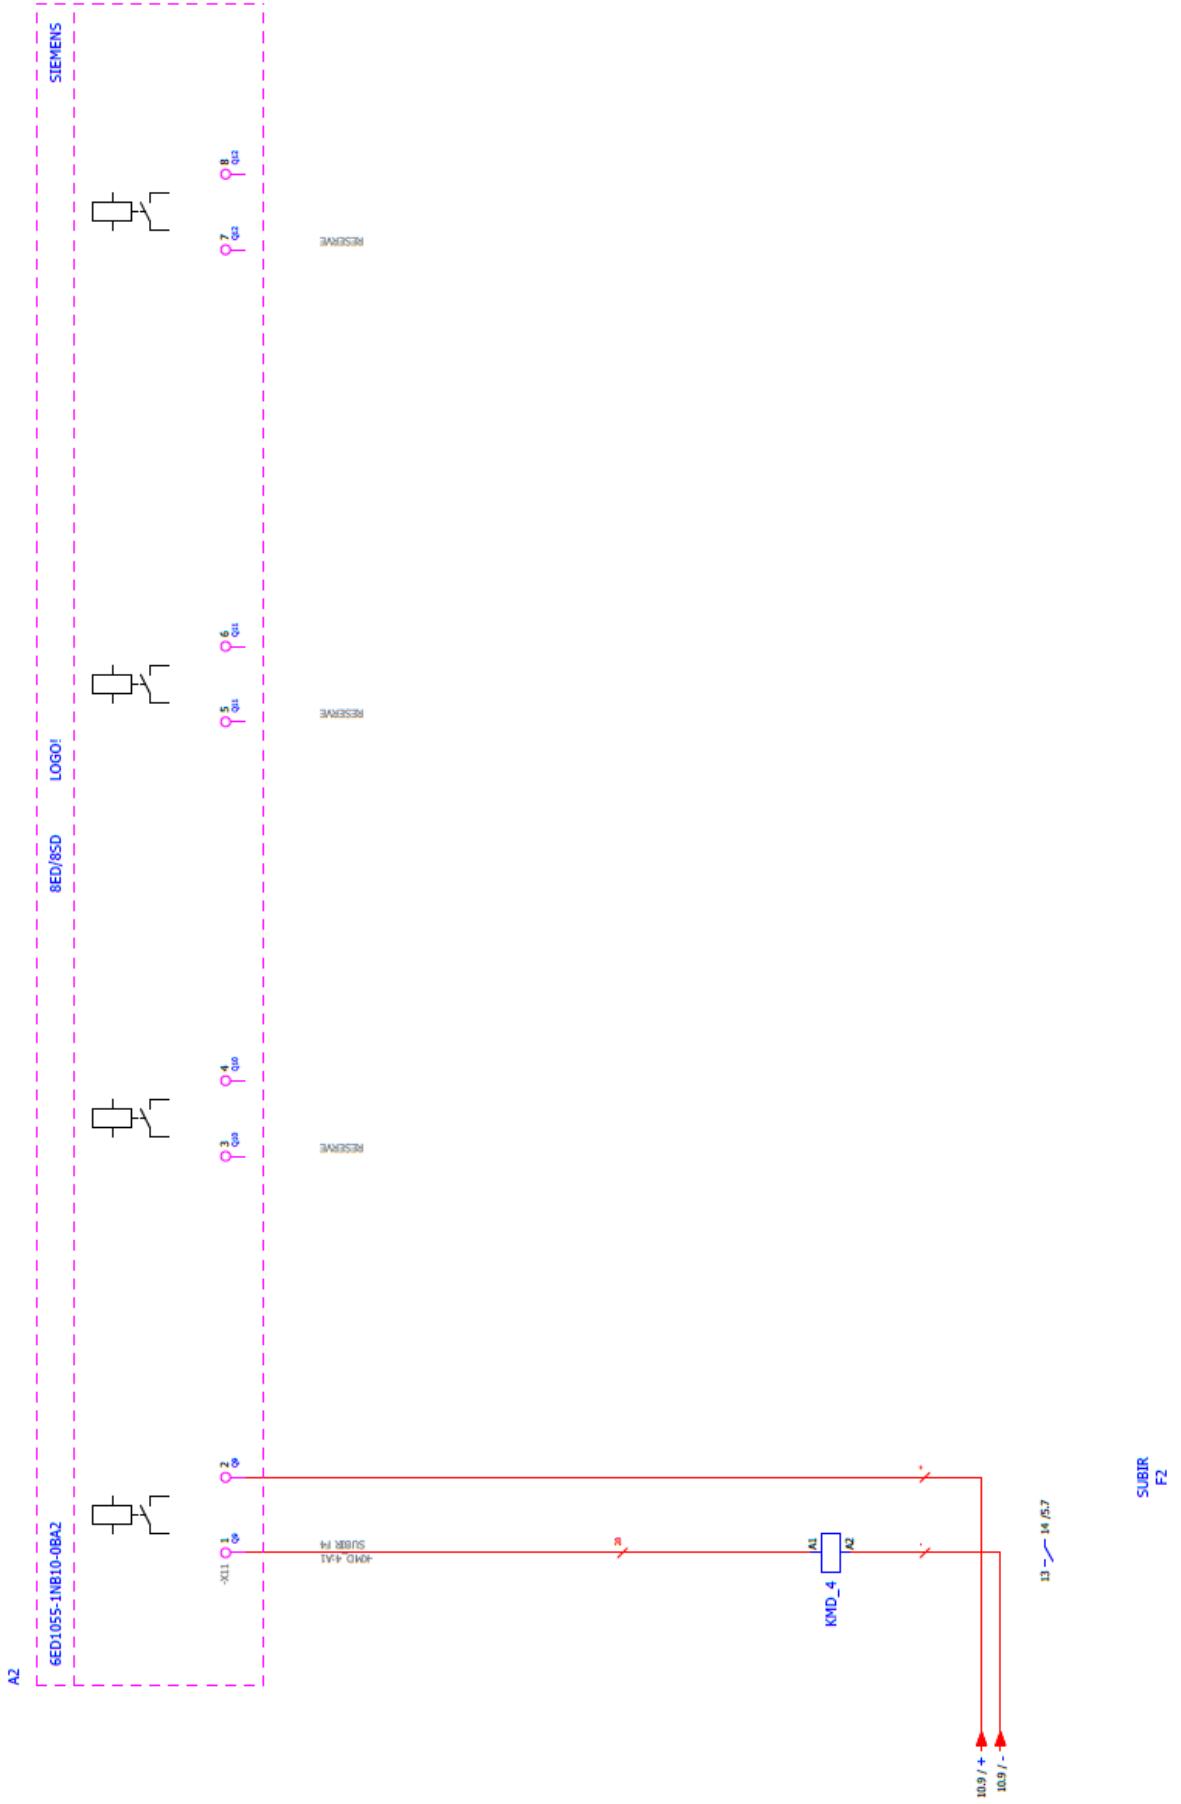 A2
6ED1055-1NB10-0BA2
8ED/8SD
LOGO!
SIEMENS
-X11
1
Q9
2
Q9
3
Q10
4
Q10
5
Q11
6
Q11
7
Q12
8
Q12
-KMD_4:A1
SUBIR F4
RESERVE
RESERVE
RESERVE
KMD_4
A1
A2
-
+
10.9 / +
10.9 / -
13
14 /5.7
SUBIR
F2